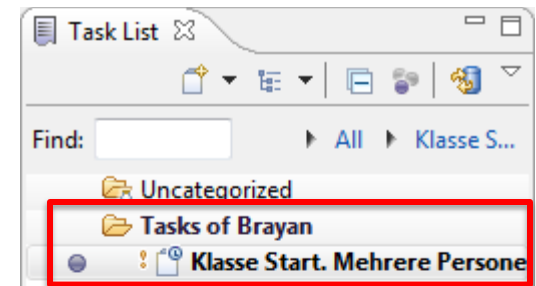 Task List
Find: All Klasse S...
Uncategorized
Tasks of Brayan
Klasse Start. Mehrere Persone